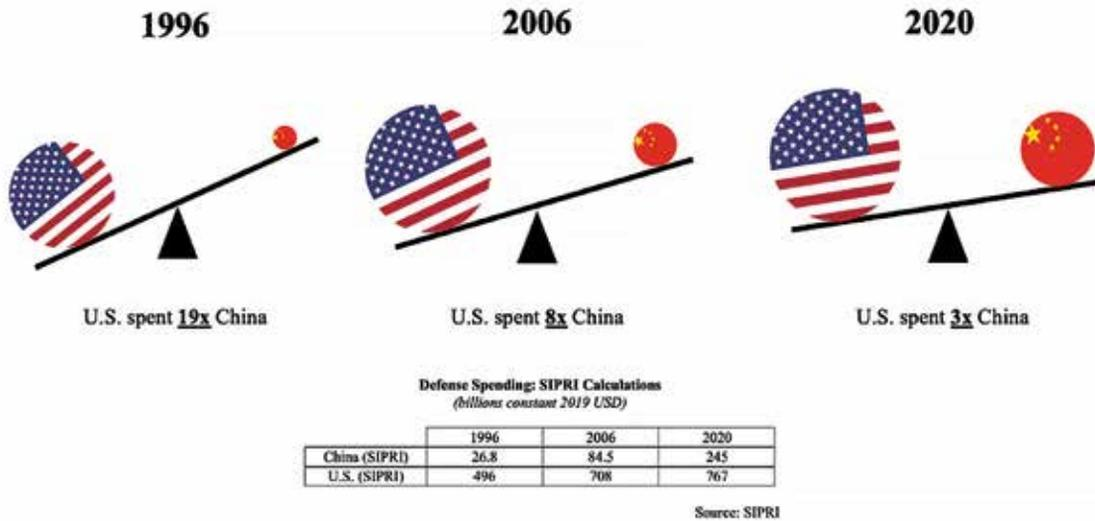 1996 2006 2020
U.S. spent 19x China U.S. spent 8x China U.S. spent 3x China
Defense Spending: SIPRI Calculations
(billions constant 2019 USD)
1996 2006 2020
China (SIPRI) 26.8 84.5 245
U.S. (SIPRI) 496 708 767
Source: SIPRI